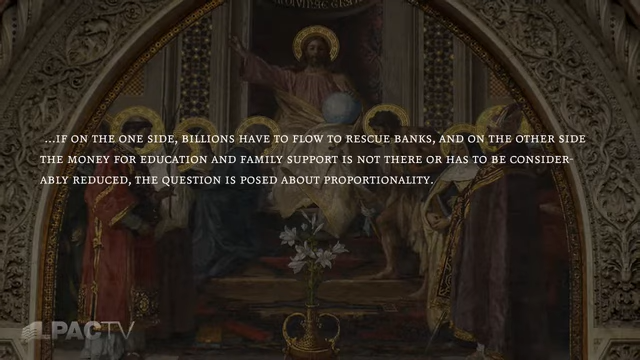 ...IF ON THE ONE SIDE, BILLIONS HAVE TO FLOW TO RESCUE BANKS, AND ON THE OTHER SIDE
THE MONEY FOR EDUCATION AND FAMILY SUPPORT IS NOT THERE OR HAS TO BE CONSIDER-
ABLY REDUCED, THE QUESTION IS POSED ABOUT PROPORTIONALITY.
LPACTV